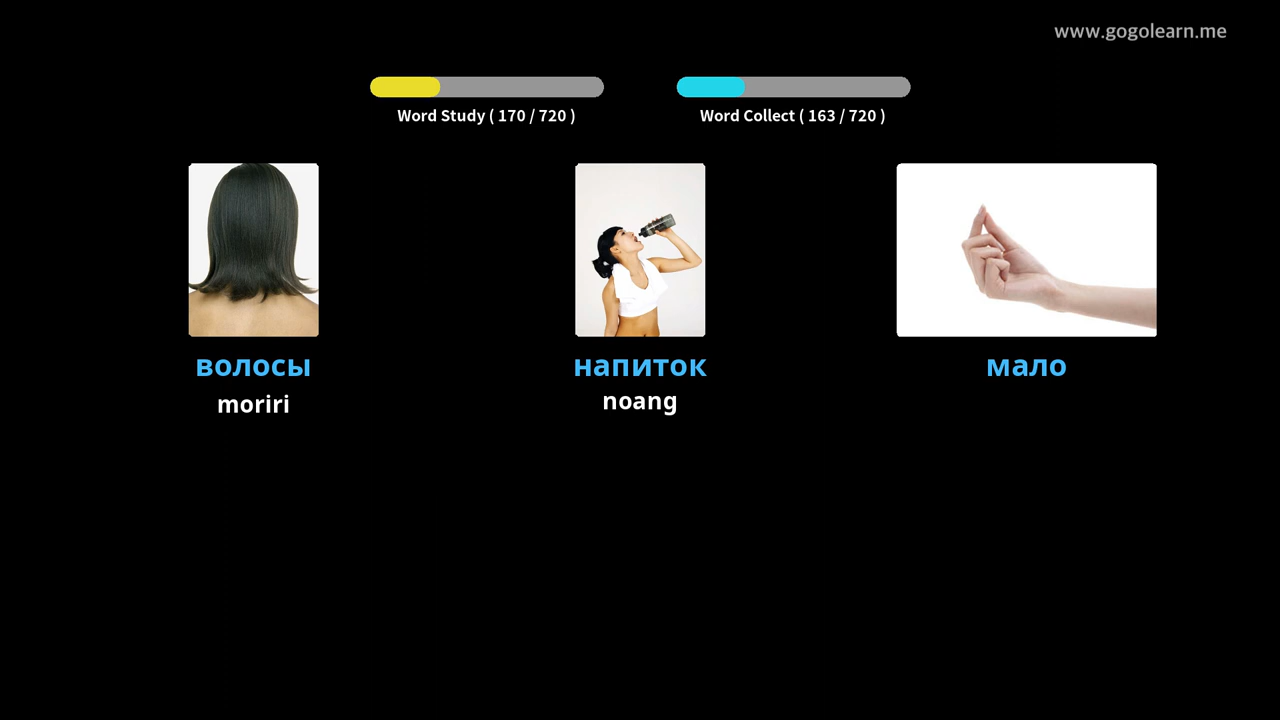 www.gogolearn.me
Word Study ( 170 / 720 )
Word Collect ( 163 / 720 )
волосы
напиток
мало
moriri
noang